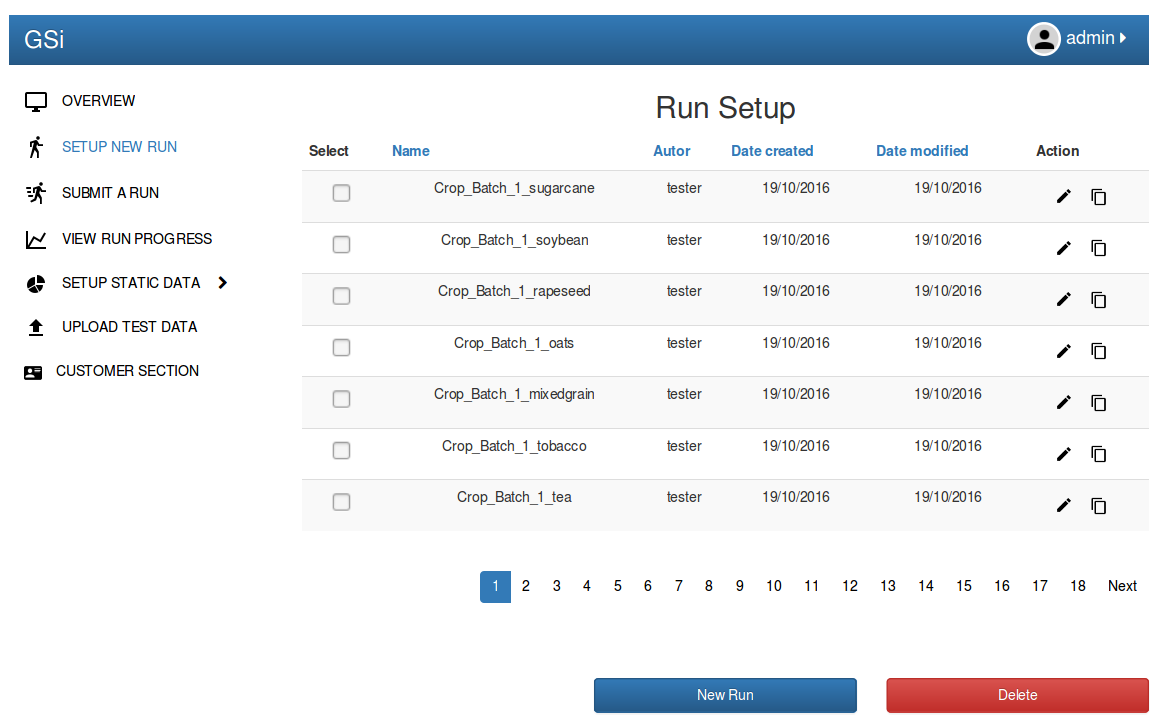 GSi
admin
OVERVIEW
SETUP NEW RUN
SUBMIT A RUN
VIEW RUN PROGRESS
SETUP STATIC DATA
UPLOAD TEST DATA
CUSTOMER SECTION
Run Setup
Select Name Autor Date created Date modified Action
Crop_Batch_1_sugarcane tester 19/10/2016 19/10/2016
Crop_Batch_1_soybean tester 19/10/2016 19/10/2016
Crop_Batch_1_rapeseed tester 19/10/2016 19/10/2016
Crop_Batch_1_oats tester 19/10/2016 19/10/2016
Crop_Batch_1_mixedgrain tester 19/10/2016 19/10/2016
Crop_Batch_1_tobacco tester 19/10/2016 19/10/2016
Crop_Batch_1_tea tester 19/10/2016 19/10/2016
1 2 3 4 5 6 7 8 9 10 11 12 13 14 15 16 17 18 Next
New Run Delete